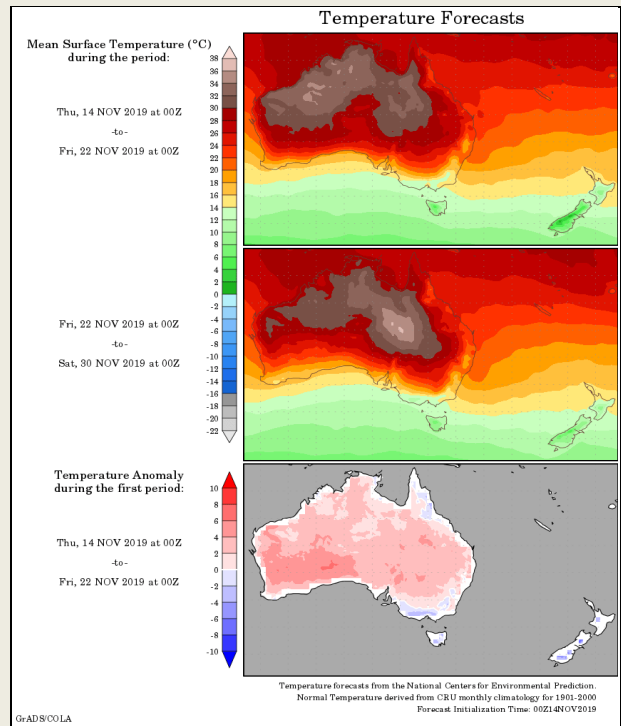 Temperature Forecasts
Mean Surface Temperature (°C)
during the period:
38
36
34
32
30
28
26
24
22
20
18
16
14
12
10
8
6
4
2
0
-2
-4
-6
-8
-10
-12
-14
-16
-18
-20
-22
Thu, 14 NOV 2019 at 00Z
-to-
Fri, 22 NOV 2019 at 00Z
Fri, 22 NOV 2019 at 00Z
-to-
Sat, 30 NOV 2019 at 00Z
Temperature Anomaly
during the first period:
10
8
6
4
2
0
-2
-4
-6
-8
-10
Thu, 14 NOV 2019 at 00Z
-to-
Fri, 22 NOV 2019 at 00Z
Temperature forecasts from the National Centers for Environmental Prediction.
Normal Temperature derived from CRU monthly climatology for 1901-2000
Forecast Initialization Time: 00Z14NOV2019
GrADS/COLA